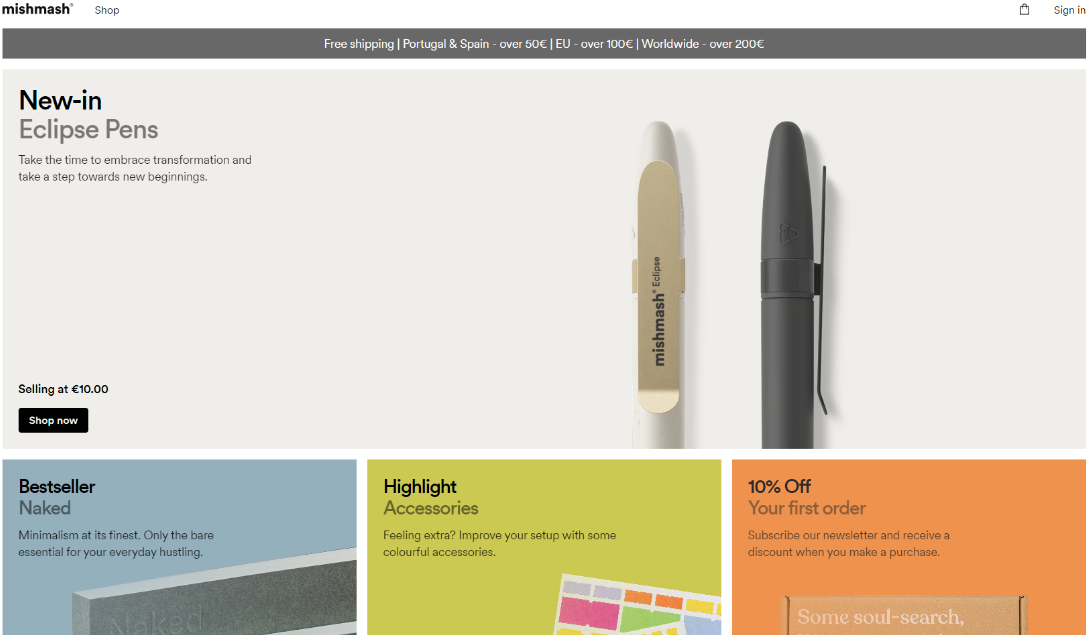 mishmash®
Shop
Sign in
Free shipping | Portugal & Spain - over 50€ | EU - over 100€ | Worldwide - over 200€
New-in
Eclipse Pens
Take the time to embrace transformation and
take a step towards new beginnings.
mishmash® Eclipse
Selling at €10.00
Shop now
Bestseller
Naked
Minimalism at its finest. Only the bare
essential for your everyday hustling.
Naked
Highlight
Accessories
Feeling extra? Improve your setup with some
colourful accessories.
10% Off
Your first order
Subscribe our newsletter and receive a
discount when you make a purchase.
Some soul-search,